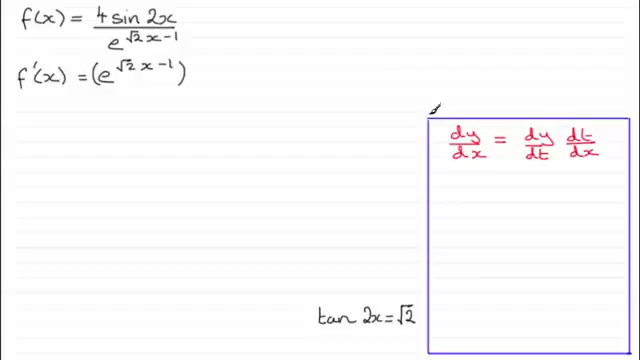 f(x) = 4 sin 2x / e^(√2 x − 1)
f'(x) = (e^(√2 x − 1))
dy/dx = dy/dt dt/dx
tan 2x = √2